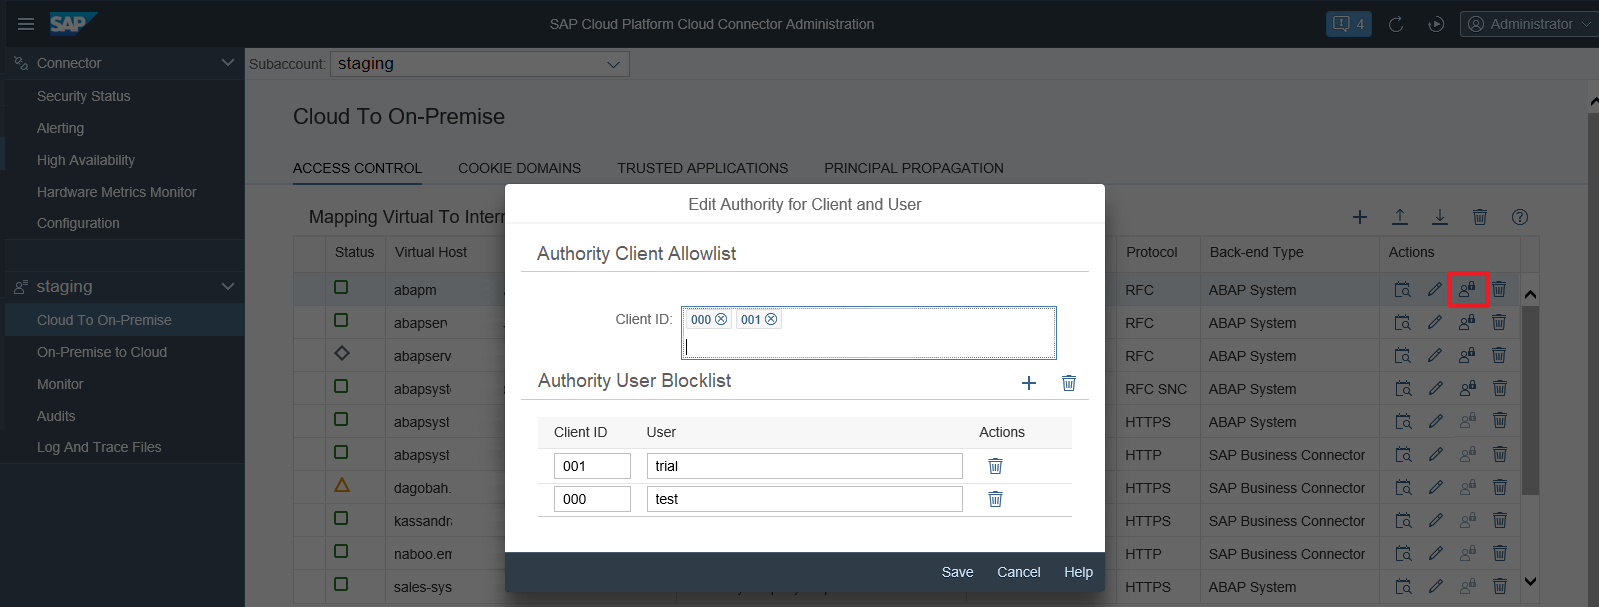 SAP
SAP Cloud Platform Cloud Connector Administration
4
Administrator
Connector
Security Status
Alerting
High Availability
Hardware Metrics Monitor
Configuration
staging
Cloud To On-Premise
On-Premise to Cloud
Monitor
Audits
Log And Trace Files
Subaccount: staging
Cloud To On-Premise
ACCESS CONTROL COOKIE DOMAINS TRUSTED APPLICATIONS PRINCIPAL PROPAGATION
Mapping Virtual To
Status Virtual Host Protocol Back-end Type Actions
abapm RFC ABAP System
abapserv RFC ABAP System
abapserv RFC ABAP System
RFC SNC ABAP System
abapsyst HTTPS ABAP System
abapsyst HTTP SAP Business Connector
dagobah. HTTPS SAP Business Connector
HTTPS SAP Business Connector
HTTP SAP Business Connector
sales-sys HTTPS ABAP System
Edit Authority for Client and User
Authority Client Allowlist
Client ID: 000 001
Authority User Blocklist
Client ID User Actions
001 trial
000 test
Save Cancel Help